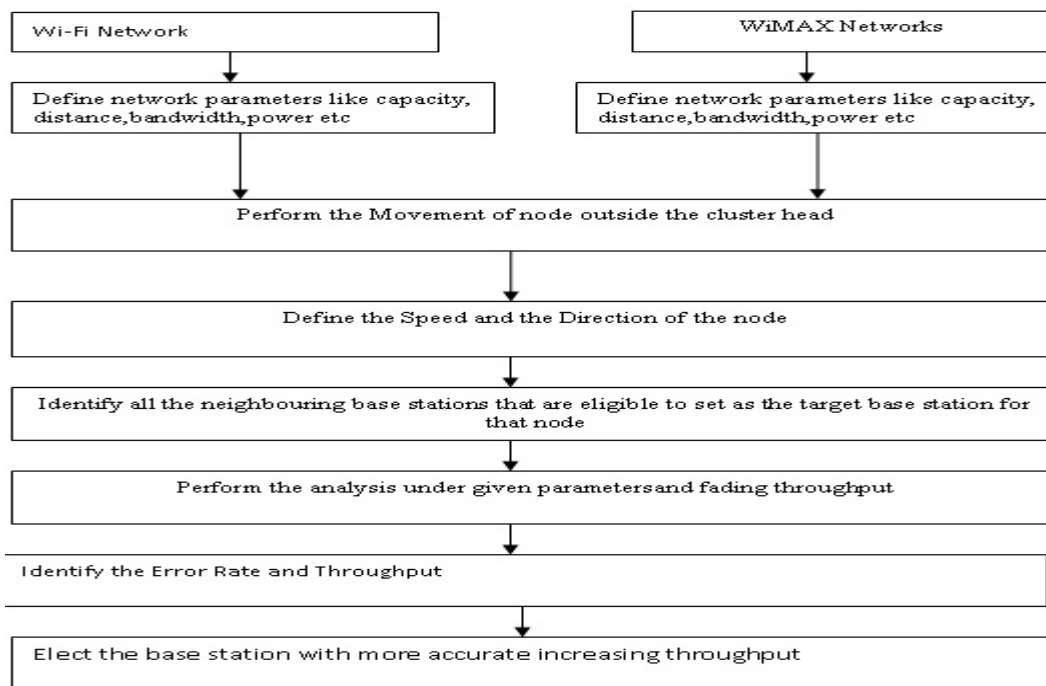 Wi-Fi Network
WiMAX Networks
Define network parameters like capacity,
distance,bandwidth,power etc
Define network parameters like capacity,
distance,bandwidth,power etc
Perform the Movement of node outside the cluster head
Define the Speed and the Direction of the node
Identify all the neighbouring base stations that are eligible to set as the target base station for
that node
Perform the analysis under given parameters and fading throughput
Identify the Error Rate and Throughput
Elect the base station with more accurate increasing throughput